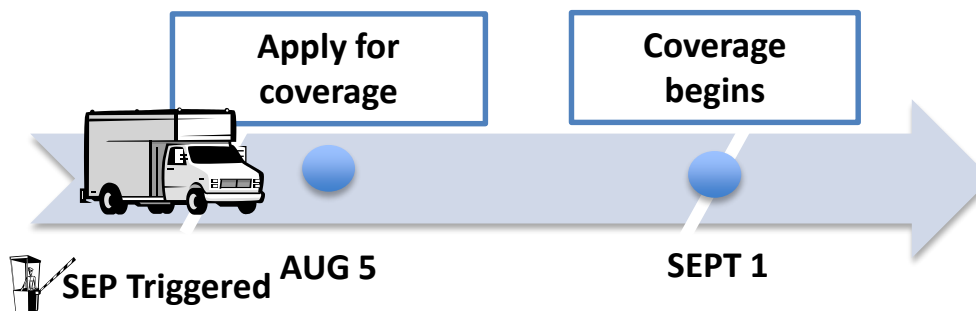 Apply for
coverage
Coverage
begins
SEP Triggered
AUG 5
SEPT 1